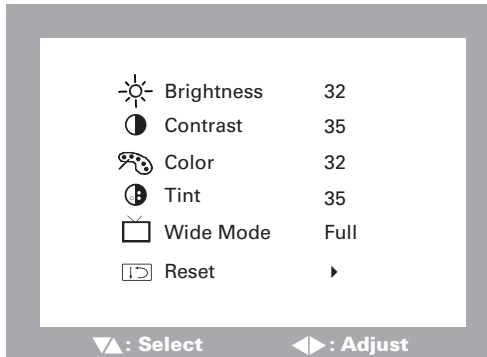 Brightness 32
Contrast 35
Color 32
Tint 35
Wide Mode Full
Reset
: Select : Adjust